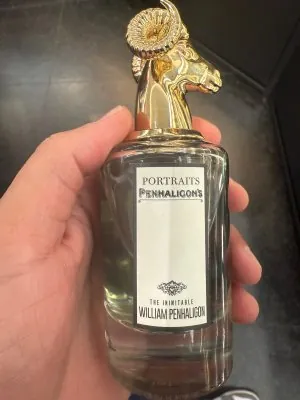 PORTRAITS
PENHALIGON'S
THE INIMITABLE
WILLIAM PENHALIGON